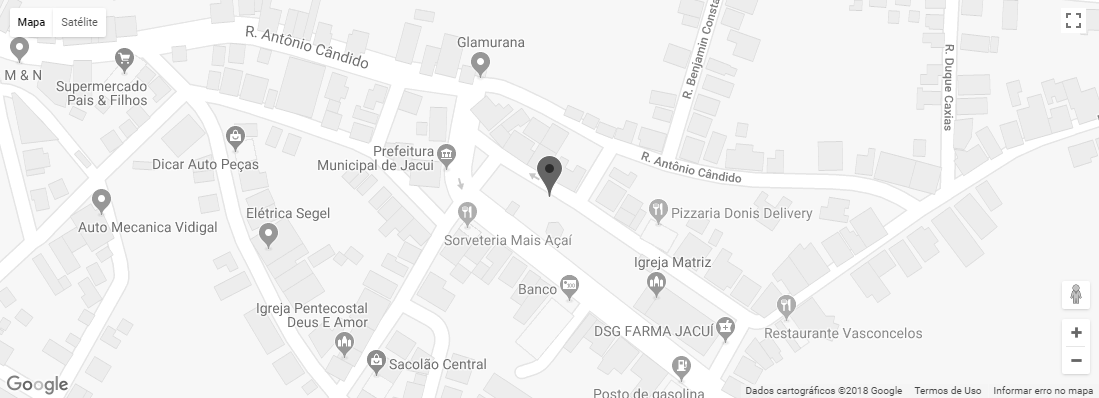 Mapa
Satélite
R. Antônio Cândido
Glamurana
R. Benjamin Consta
R. Duque Caxias
M & N
Supermercado
Pais & Filhos
Dicar Auto Peças
Prefeitura
Municipal de Jacui
R. Antônio Cândido
Auto Mecanica Vidigal
Elétrica Segel
Pizzaria Donis Delivery
Sorveteria Mais Açaí
Igreja Matriz
Banco
Igreja Pentecostal
Deus E Amor
DSG FARMA JACUÍ
Restaurante Vasconcelos
Sacolão Central
Posto de gasolina
Google
Dados cartográficos ©2018 Google
Termos de Uso
Informar erro no mapa